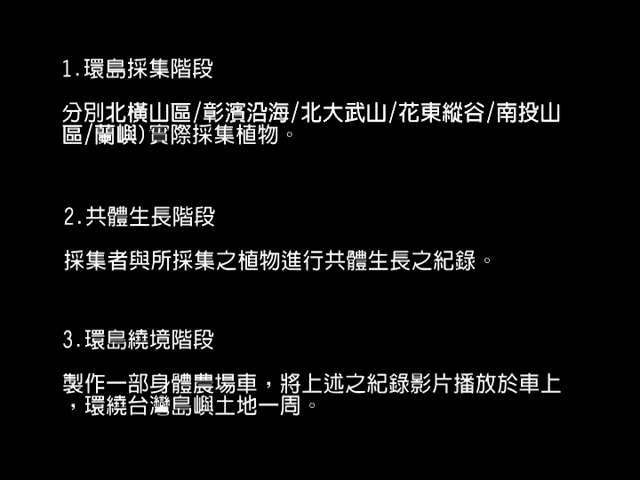 1.環島採集階段
分別北橫山區/彰濱沿海/北大武山/花東縱谷/南投山
區/蘭嶼)實際採集植物。
2.共體生長階段
採集者與所採集之植物進行共體生長之紀錄。
3.環島繞境階段
製作一部身體農場車，將上述之紀錄影片播放於車上
，環繞台灣島嶼土地一周。